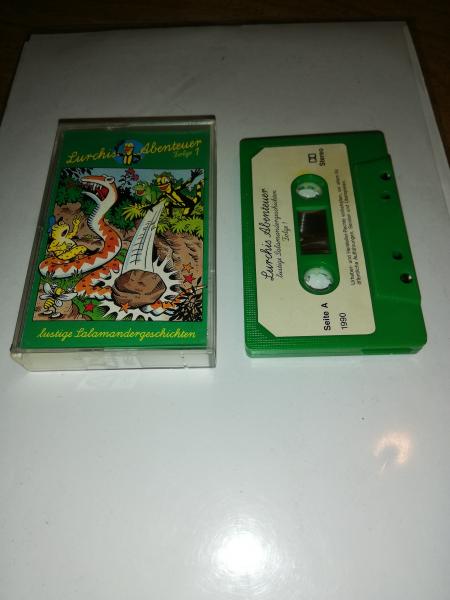 Lurchis Abenteuer
Folge 1
lustige Salamandergeschichten
Lurchis Abenteuer
lustige Salamandergeschichten
Folge 1
Seite A
1990
Stereo